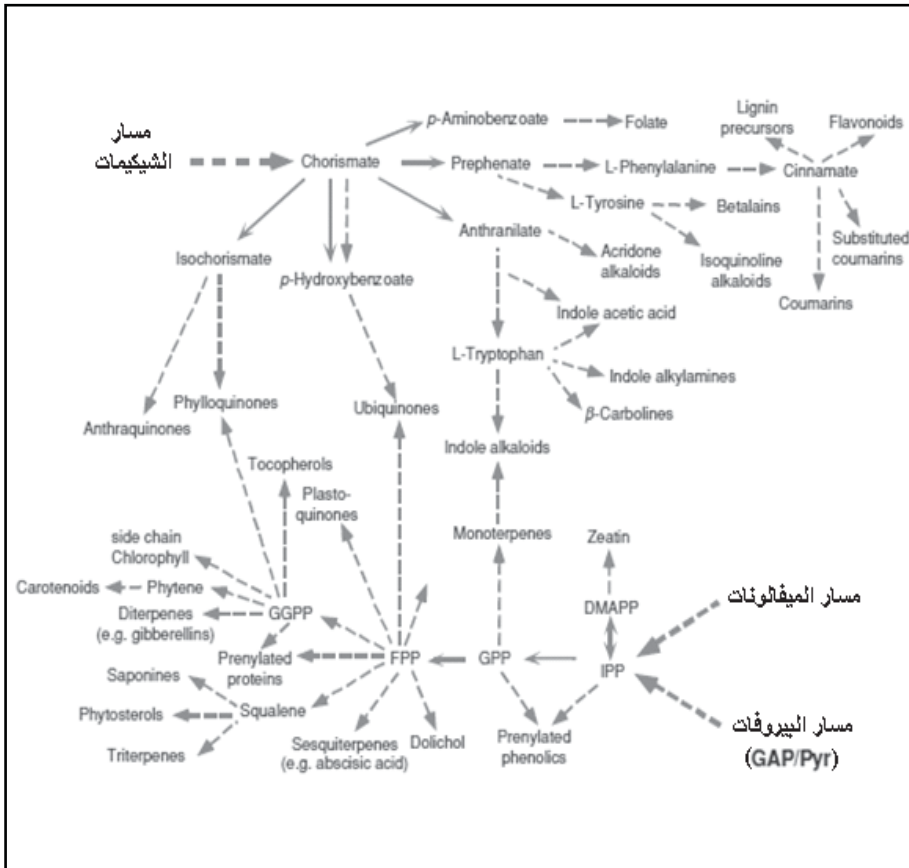 مسار
الشيكيمات
Chorismate
p-Aminobenzoate
Folate
Prephenate
L-Phenylalanine
Cinnamate
Lignin
precursors
Flavonoids
L-Tyrosine
Betalains
Isoquinoline
alkaloids
Substituted
coumarins
Coumarins
Anthranilate
Acridone
alkaloids
Isochorismate
p-Hydroxybenzoate
Indole acetic acid
L-Tryptophan
Indole alkylamines
β-Carbolines
Phylloquinones
Anthraquinones
Ubiquinones
Indole alkaloids
Tocopherols
Plasto-
quinones
Monoterpenes
Zeatin
side chain
Chlorophyll
Carotenoids
Phytene
GGPP
Diterpenes
(e.g. gibberellins)
DMAPP
مسار الميفالونات
Prenylated
proteins
FPP
GPP
IPP
Saponines
Squalene
Phytosterols
Triterpenes
Sesquiterpenes
(e.g. abscisic acid)
Dolichol
Prenylated
phenolics
مسار البيروفات
(GAP/Pyr)